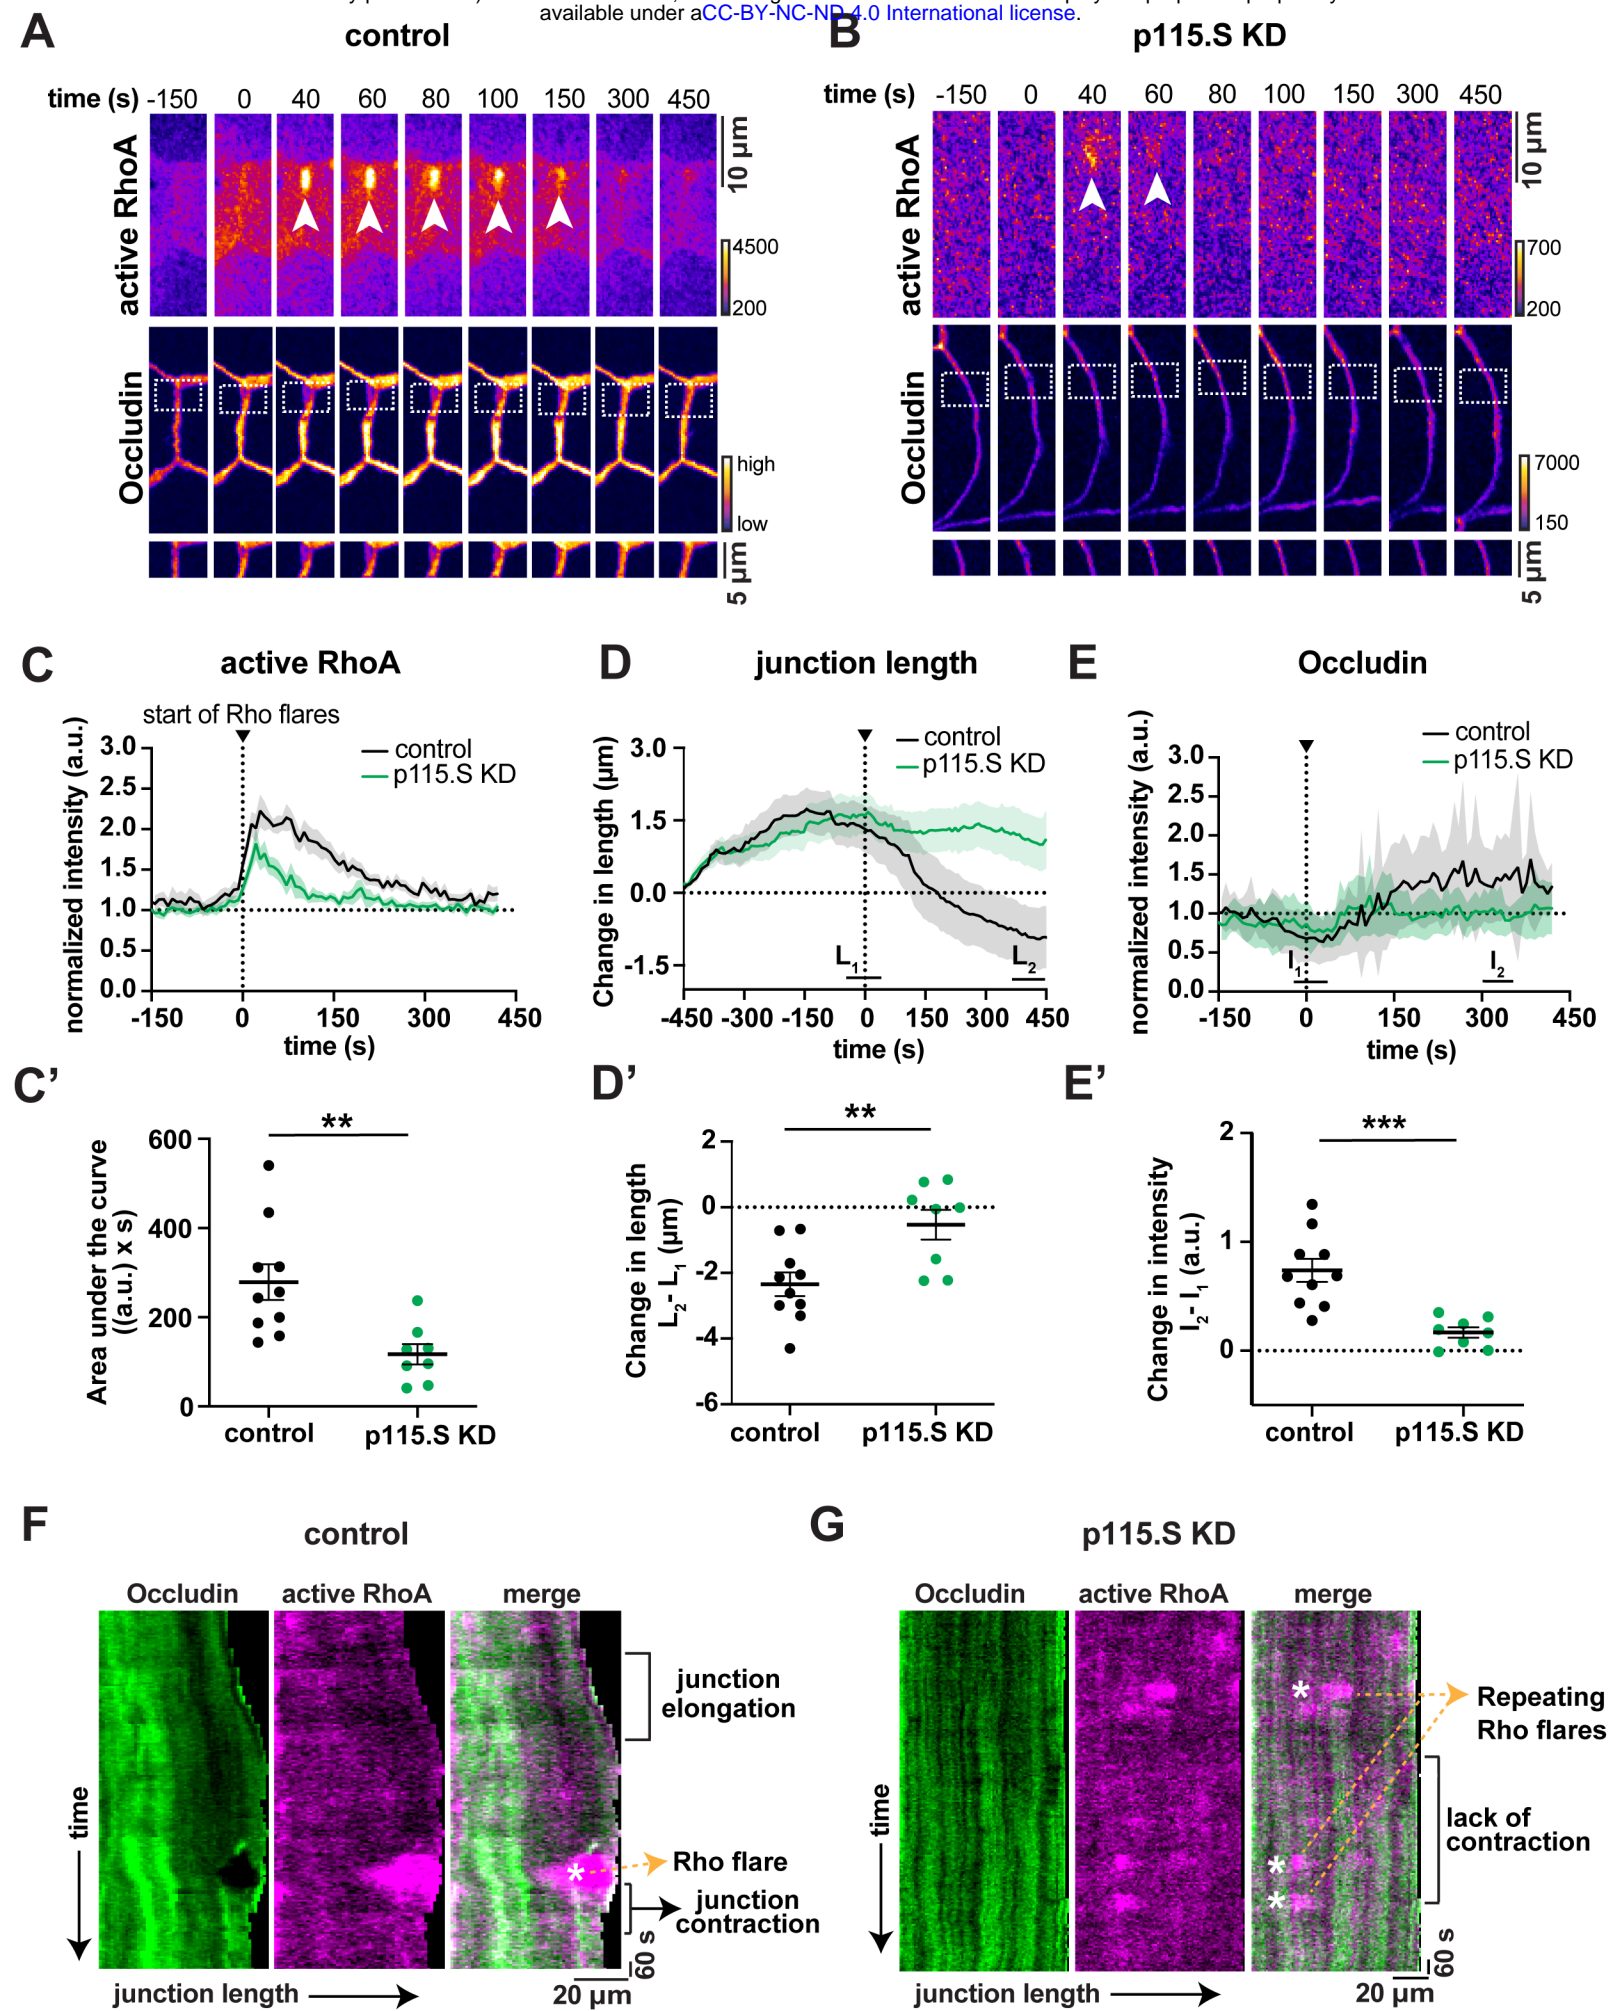 available under aCC-BY-NC-ND 4.0 International license.
A
control
time (s) -150 0 40 60 80 100 150 300 450
active RhoA
10 µm
4500
200
Occludin
high
low
5 µm
B
p115.S KD
time (s) -150 0 40 60 80 100 150 300 450
active RhoA
10 µm
700
200
Occludin
7000
150
5 µm
C
active RhoA
start of Rho flares
control
p115.S KD
normalized intensity (a.u.)
3.0
2.5
2.0
1.5
1.0
0.5
0.0
-150 0 150 300 450
time (s)
D
junction length
control
p115.S KD
Change in length (µm)
3.0
1.5
0.0
-1.5
L1 L2
-450 -300 -150 0 150 300 450
time (s)
E
Occludin
control
p115.S KD
normalized intensity (a.u.)
3.0
2.5
2.0
1.5
1.0
0.5
0.0
I1 I2
-150 0 150 300 450
time (s)
C’
**
Area under the curve
((a.u.) x s)
600
400
200
0
control p115.S KD
D’
**
Change in length
L2- L1 (µm)
2
0
-2
-4
-6
control p115.S KD
E’
***
Change in intensity
I2- I1 (a.u.)
2
1
0
control p115.S KD
F
control
Occludin active RhoA merge
junction
elongation
*
Rho flare
junction
contraction
time
junction length
20 µm
60 s
G
p115.S KD
Occludin active RhoA merge
*
Repeating
Rho flares
lack of
contraction
*
*
time
junction length
20 µm
60 s